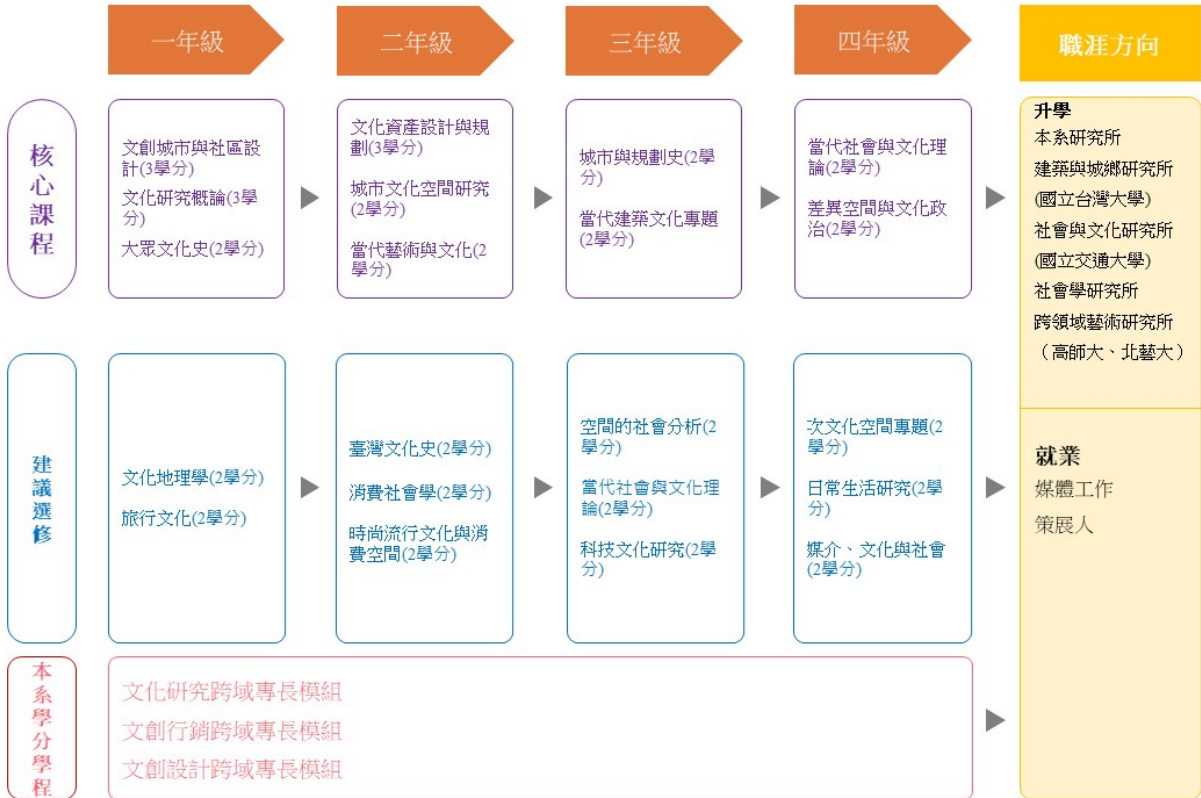 一年級
二年級
三年級
四年級
職涯方向
核心課程
文創城市與社區設
計(3學分)
文化研究概論(3學
分)
大眾文化史(2學分)
文化資產設計與規
劃(3學分)
城市文化空間研究
(2學分)
當代藝術與文化(2
學分)
城市與規劃史(2學
分)
當代建築文化專題
(2學分)
當代社會與文化理
論(2學分)
差異空間與文化政
治(2學分)
升學
本系研究所
建築與城鄉研究所
(國立台灣大學)
社會與文化研究所
(國立交通大學)
社會學研究所
跨領域藝術研究所
（高師大、北藝大）
建議選修
文化地理學(2學分)
旅行文化(2學分)
臺灣文化史(2學分)
消費社會學(2學分)
時尚流行文化與消
費空間(2學分)
空間的社會分析(2
學分)
當代社會與文化理
論(2學分)
科技文化研究(2學
分)
次文化空間專題(2
學分)
日常生活研究(2學
分)
媒介、文化與社會
(2學分)
就業
媒體工作
策展人
本系學分學程
文化研究跨域專長模組
文創行銷跨域專長模組
文創設計跨域專長模組